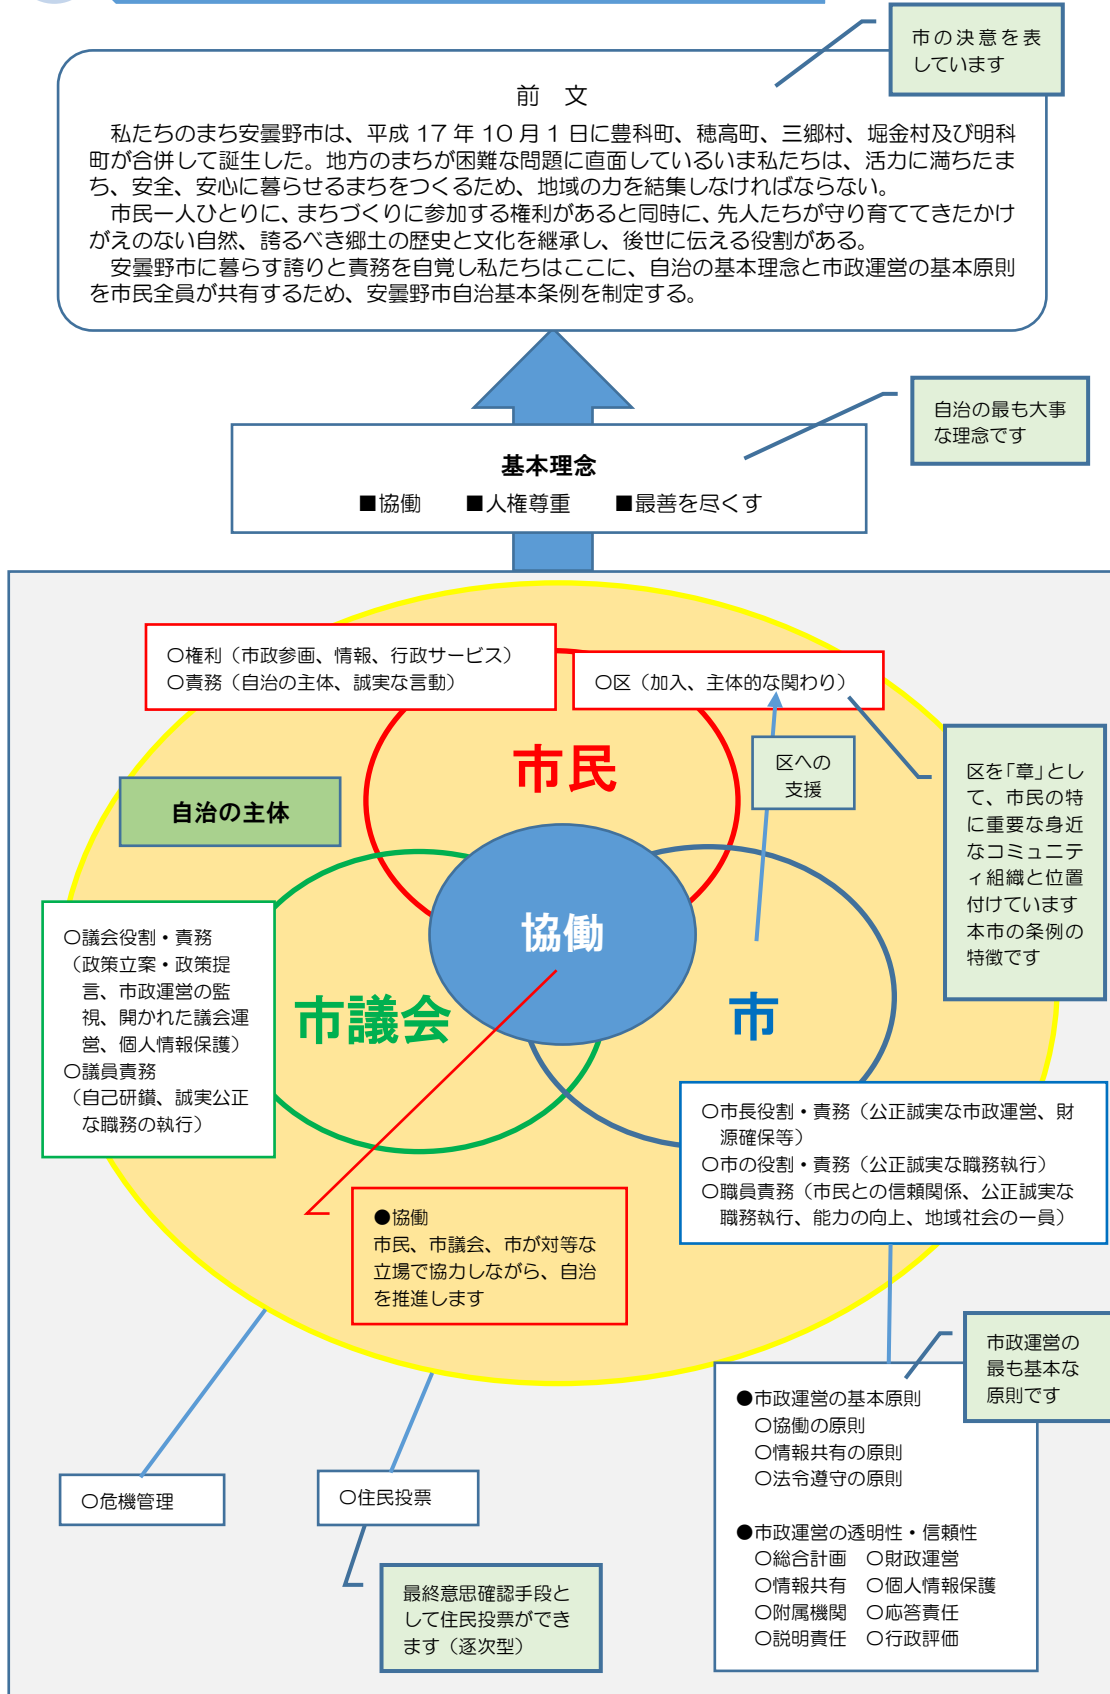 市の決意を表
しています
前　文
私たちのまち安曇野市は、平成 17 年 10 月 1 日に豊科町、穂高町、三郷村、堀金村及び明科
町が合併して誕生した。地方のまちが困難な問題に直面しているいま私たちは、活力に満ちたま
ち、安全、安心に暮らせるまちをつくるため、地域の力を結集しなければならない。
市民一人ひとりに、まちづくりに参加する権利があると同時に、先人たちが守り育ててきたかけ
がえのない自然、誇るべき郷土の歴史と文化を継承し、後世に伝える役割がある。
安曇野市に暮らす誇りと責務を自覚し私たちはここに、自治の基本理念と市政運営の基本原則
を市民全員が共有するため、安曇野市自治基本条例を制定する。
自治の最も大事
な理念です
基本理念
■協働　■人権尊重　■最善を尽くす
〇権利（市政参画、情報、行政サービス）
〇責務（自治の主体、誠実な言動）
〇区（加入、主体的な関わり）
市民
区への
支援
区を「章」とし
て、市民の特
に重要な身近
なコミュニテ
ィ組織と位置
付けています
本市の条例の
特徴です
自治の主体
協働
〇議会役割・責務
（政策立案・政策提
言、市政運営の監
視、開かれた議会運
営、個人情報保護）
〇議員責務
（自己研鑚、誠実公正
な職務の執行）
市議会
市
〇市長役割・責務（公正誠実な市政運営、財
源確保等）
〇市の役割・責務（公正誠実な職務執行）
〇職員責務（市民との信頼関係、公正誠実な
職務執行、能力の向上、地域社会の一員）
●協働
市民、市議会、市が対等な
立場で協力しながら、自治
を推進します
市政運営の
最も基本な
原則です
●市政運営の基本原則
〇協働の原則
〇情報共有の原則
〇法令遵守の原則
●市政運営の透明性・信頼性
〇総合計画　〇財政運営
〇情報共有　〇個人情報保護
〇附属機関　〇応答責任
〇説明責任　〇行政評価
〇危機管理
〇住民投票
最終意思確認手段と
して住民投票ができ
ます（逐次型）